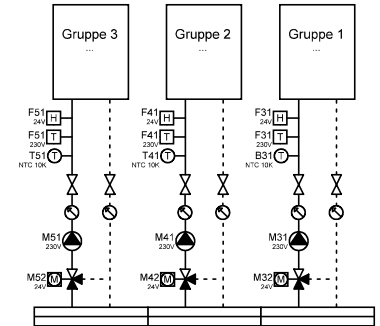 Gruppe 3
...
Gruppe 2
...
Gruppe 1
...
F51
24V
H
F41
24V
H
F31
24V
H
F51
230V
T
F41
230V
T
F31
230V
T
T51
NTC 10K
T
T41
NTC 10K
T
B31
NTC 10K
T
M51
230V
M41
230V
M31
230V
M52
24V
M
M42
24V
M
M32
24V
M